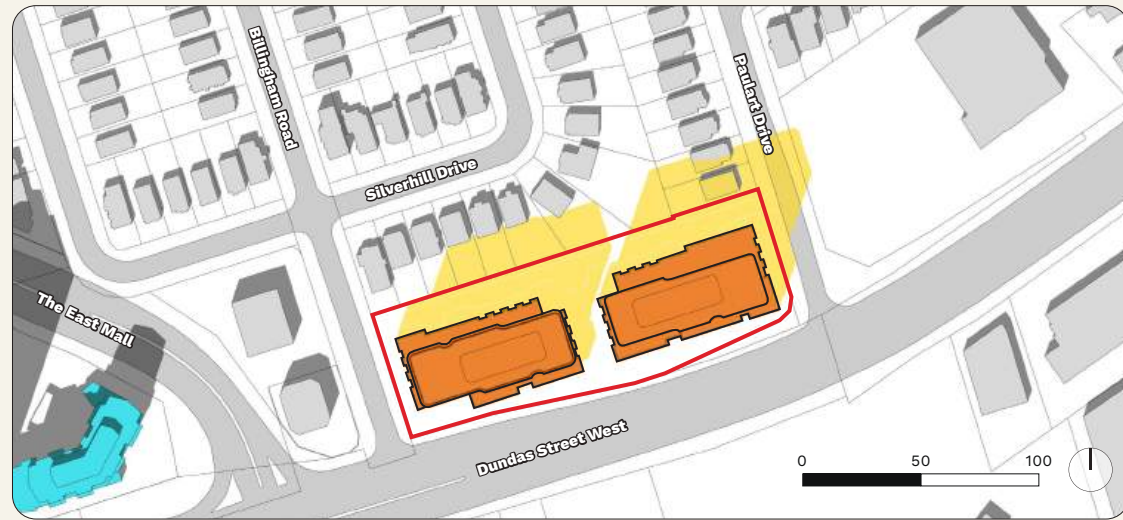 Billingham Road
Paulart Drive
Silverhill Drive
The East Mall
Dundas Street West
0 50 100